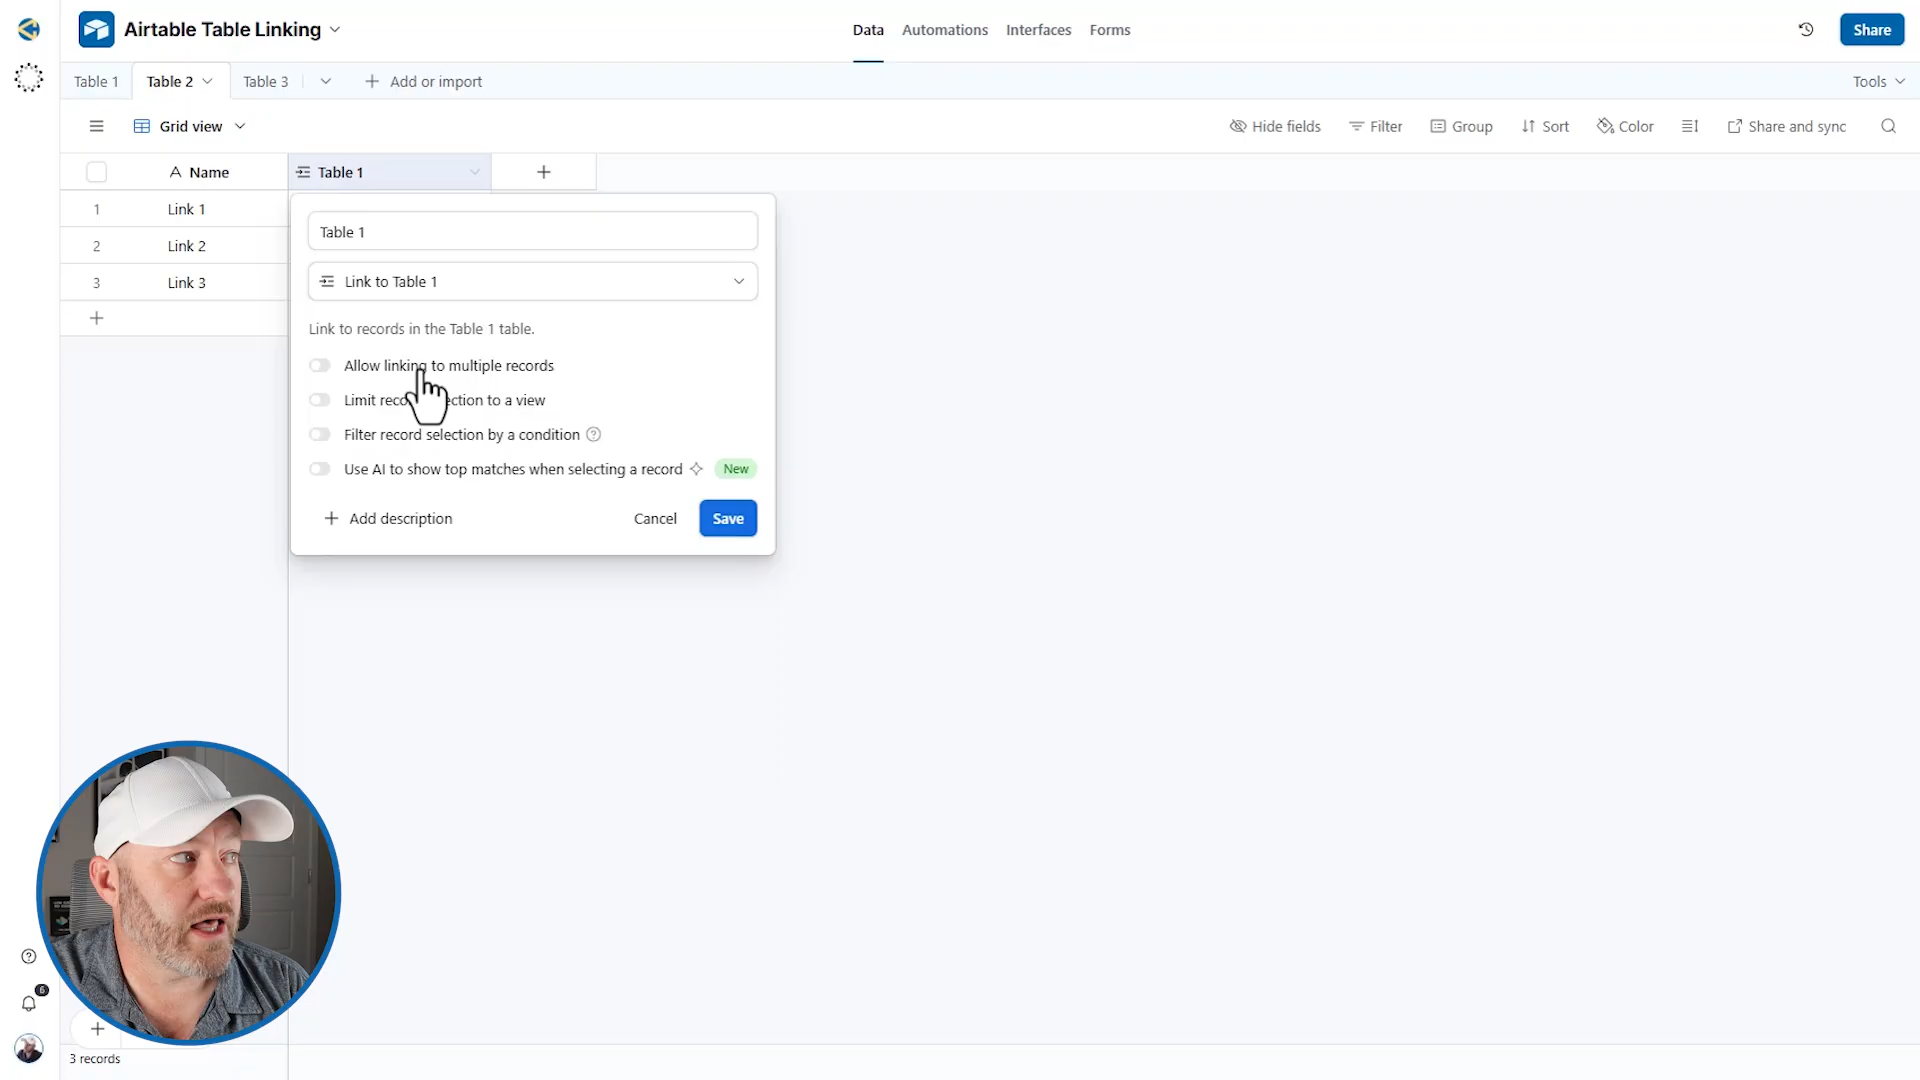 Airtable Table Linking
Data Automations Interfaces Forms
Share
Table 1 Table 2 Table 3 Add or import
Tools
Grid view
Hide fields Filter Group Sort Color Share and sync
A Name Table 1
1 Link 1
2 Link 2
3 Link 3
Table 1
Link to Table 1
Link to records in the Table 1 table.
Allow linking to multiple records
Limit ction to a view
Filter record selection by a condition
Use AI to show top matches when selecting a record New
Add description Cancel Save
6
3 records